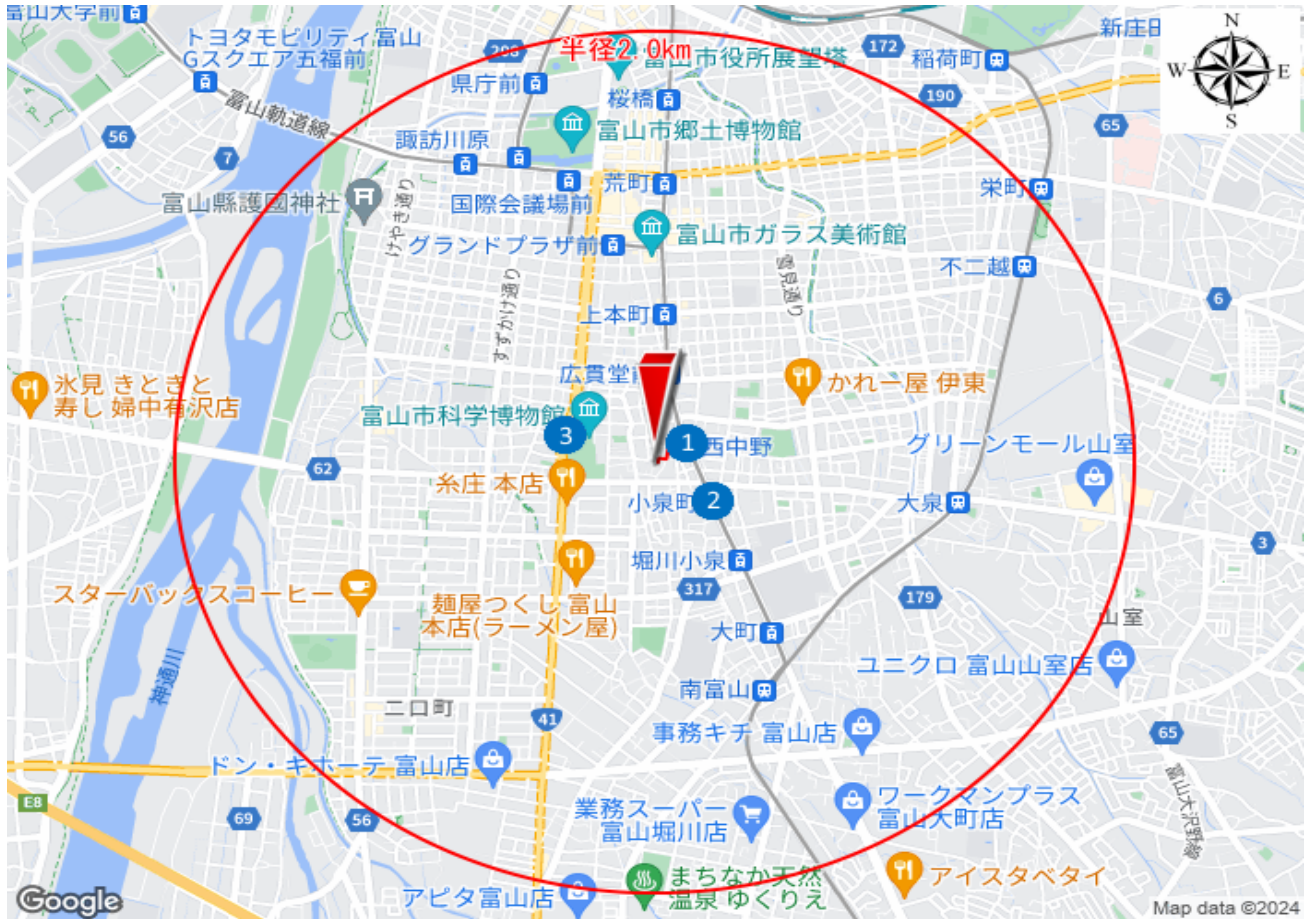 富山大学前
トヨタモビリティ富山
Gスクエア五福前
208
半径2.0km
富山市役所展望塔
172
稲荷町
新庄田
N
W
E
S
県庁前
桜橋
190
富山軌道線
56
7
諏訪川原
富山市郷土博物館
65
富山縣護國神社
けやき通り
国際会議場前
荒町
栄町
グランドプラザ前
富山市ガラス美術館
雪見通り
不二越
6
すずかけ通り
上本町
氷見 きときと
寿し 婦中有沢店
広貫堂前
かれー屋 伊東
富山市科学博物館
3
1
西中野
グリーンモール山室
62
糸庄 本店
小泉町
2
大泉
3
堀川小泉
スターバックスコーヒー
麺屋つくし 富山
本店(ラーメン屋)
317
179
山室
大町
神通川
ユニクロ 富山山室店
南富山
二口町
41
事務キチ 富山店
65
ドン・キホーテ 富山店
E8
69
56
業務スーパー
富山堀川店
ワークマンプラス
富山大町店
富山大沢野線
まちなか天然
温泉 ゆくりえ
アイスタベタイ
アピタ富山店
Google
Map data ©2024